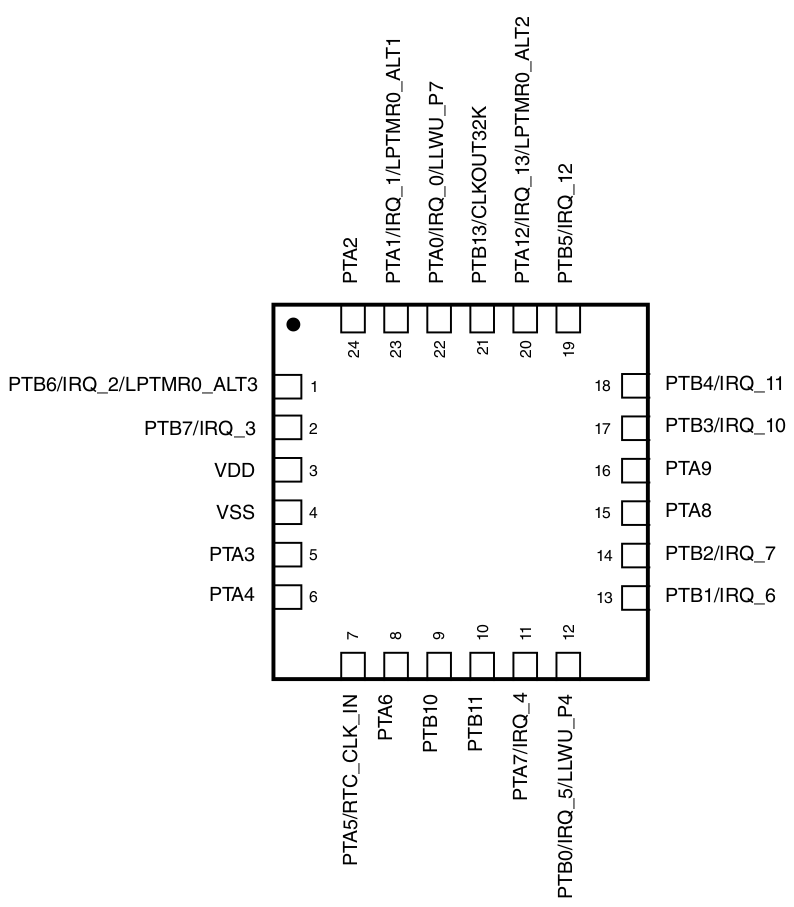 PTA2
PTA1/IRQ_1/LPTMR0_ALT1
PTA0/IRQ_0/LLWU_P7
PTB13/CLKOUT32K
PTA12/IRQ_13/LPTMR0_ALT2
PTB5/IRQ_12
24
23
22
21
20
19
PTB6/IRQ_2/LPTMR0_ALT3 1
18 PTB4/IRQ_11
PTB7/IRQ_3 2
17 PTB3/IRQ_10
VDD 3
16 PTA9
VSS 4
15 PTA8
PTA3 5
14 PTB2/IRQ_7
PTA4 6
13 PTB1/IRQ_6
7
8
9
10
11
12
PTA5/RTC_CLK_IN
PTA6
PTB10
PTB11
PTA7/IRQ_4
PTB0/IRQ_5/LLWU_P4